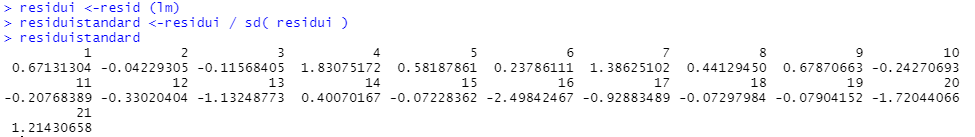 > residui <-resid (lm)
> residuistandard <-residui / sd( residui )
> residuistandard
1 2 3 4 5 6 7 8 9 10
0.67131304 -0.04229305 -0.11568405 1.83075172 0.58187861 0.23786111 1.38625102 0.44129450 0.67870663 -0.24270693
11 12 13 14 15 16 17 18 19 20
-0.20768389 -0.33020404 -1.13248773 0.40070167 -0.07228362 -2.49842467 -0.92883489 -0.07297984 -0.07904152 -1.72044066
21
1.21430658